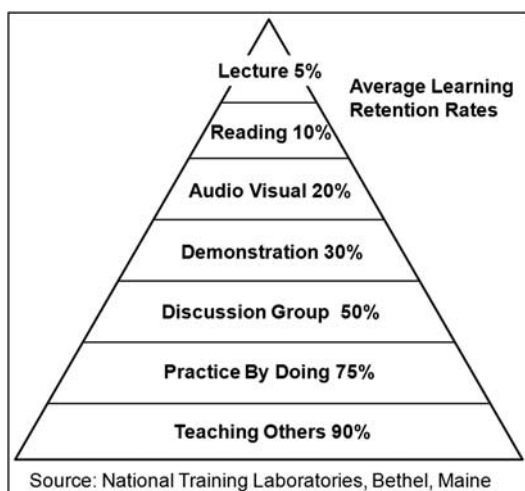 Lecture 5%
Average Learning
Retention Rates
Reading 10%
Audio Visual 20%
Demonstration 30%
Discussion Group 50%
Practice By Doing 75%
Teaching Others 90%
Source: National Training Laboratories, Bethel, Maine